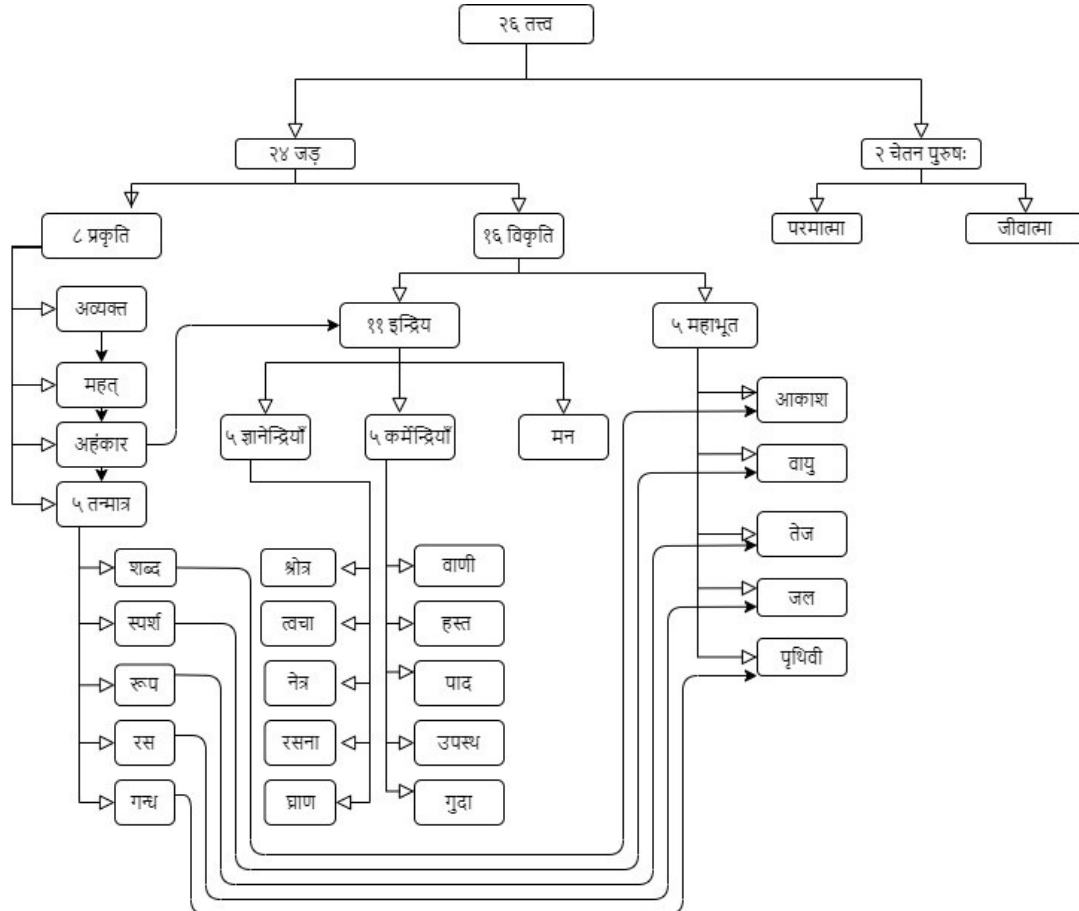 २६ तत्त्व
२४ जड़
२ चेतन पुरुषः
८ प्रकृति
१६ विकृति
परमात्मा
जीवात्मा
अव्यक्त
११ इन्द्रिय
५ महाभूत
महत्
आकाश
अहंकार
५ ज्ञानेन्द्रियाँ
५ कर्मेन्द्रियाँ
मन
वायु
५ तन्मात्र
तेज
शब्द
श्रोत्र
वाणी
जल
स्पर्श
त्वचा
हस्त
पृथिवी
रूप
नेत्र
पाद
रस
रसना
उपस्थ
गन्ध
घ्राण
गुदा